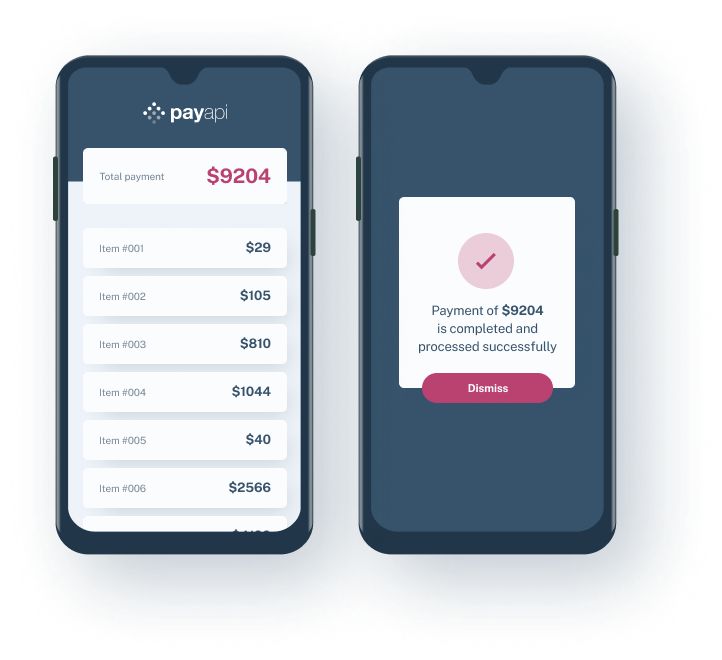 payapi
Total payment $9204
Item #001 $29
Item #002 $105
Item #003 $810
Item #004 $1044
Item #005 $40
Item #006 $2566
Payment of $9204
is completed and
processed successfully
Dismiss